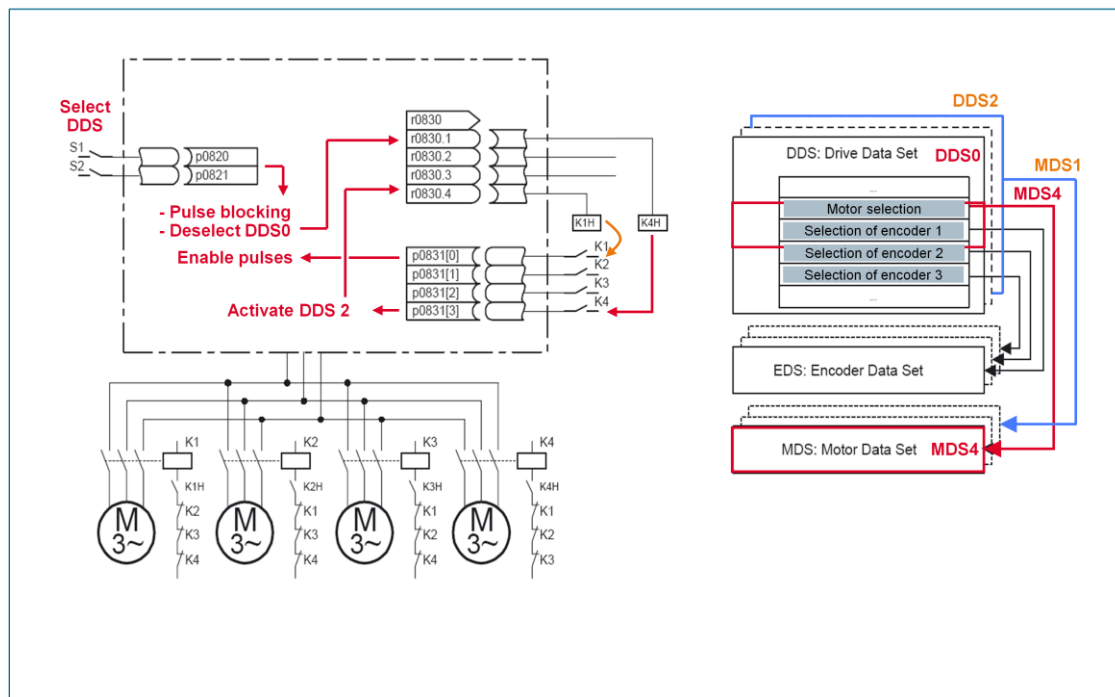 Select
DDS
S1
S2
p0820
p0821
- Pulse blocking
- Deselect DDS0
Enable pulses
Activate DDS 2
r0830
r0830.1
r0830.2
r0830.3
r0830.4
K1H
K4H
p0831[0]
p0831[1]
p0831[2]
p0831[3]
K1
K2
K3
K4
K1
K1H
K2
K3
K4
M
3~
K2
K2H
K1
K3
K4
M
3~
K3
K3H
K1
K2
K4
M
3~
K4
K4H
K1
K2
K3
M
3~
DDS2
DDS: Drive Data Set
DDS0
MDS1
MDS4
...
Motor selection
Selection of encoder 1
Selection of encoder 2
Selection of encoder 3
...
EDS: Encoder Data Set
MDS: Motor Data Set
MDS4